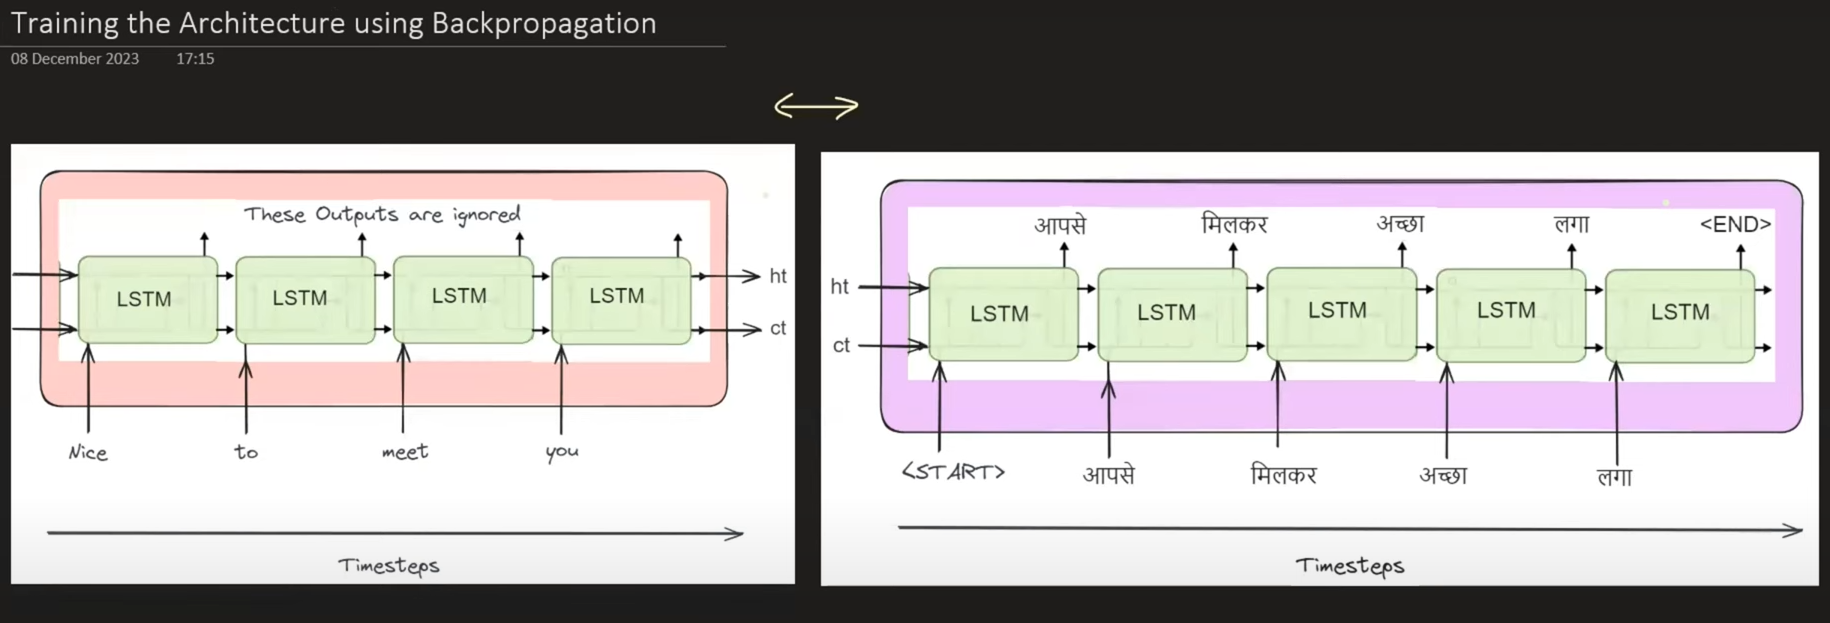 Training the Architecture using Backpropagation
08 December 2023 17:15
These Outputs are ignored
LSTM LSTM LSTM LSTM
ht
ct
Nice to meet you
Timesteps
आपसे मिलकर अच्छा लगा <END>
ht
ct
LSTM LSTM LSTM LSTM LSTM
<START> आपसे मिलकर अच्छा लगा
Timesteps